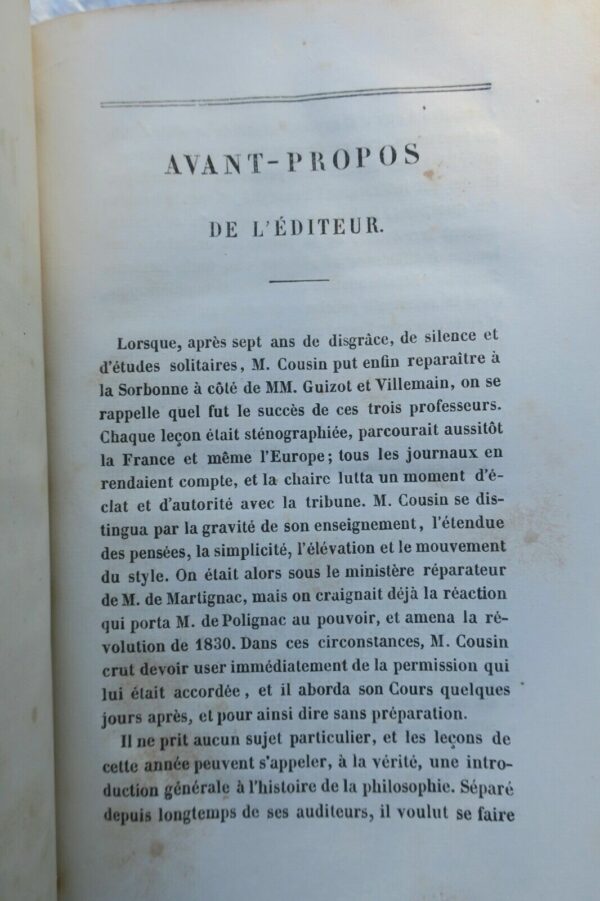 AVANT-PROPOS
DE L'ÉDITEUR.
Lorsque, après sept ans de disgrâce, de silence et
d'études solitaires, M. Cousin put enfin reparaître à
la Sorbonne à côté de MM. Guizot et Villemain, on se
rappelle quel fut le succès de ces trois professeurs.
Chaque leçon était sténographiée, parcourait aussitôt
la France et même l'Europe; tous les journaux en
rendaient compte, et la chaire lutta un moment d'é-
clat et d'autorité avec la tribune. M. Cousin se dis-
tingua par la gravité de son enseignement, l'étendue
des pensées, la simplicité, l'élévation et le mouvement
du style. On était alors sous le ministère réparateur
de M. de Martignac, mais on craignait déjà la réaction
qui porta M. de Polignac au pouvoir, et amena la ré-
volution de 1830. Dans ces circonstances, M. Cousin
crut devoir user immédiatement de la permission qui
lui était accordée, et il aborda son Cours quelques
jours après, et pour ainsi dire sans préparation.
Il ne prit aucun sujet particulier, et les leçons de
cette année peuvent s'appeler, à la vérité, une intro-
duction générale à l'histoire de la philosophie. Séparé
depuis longtemps de ses auditeurs, il voulut se faire